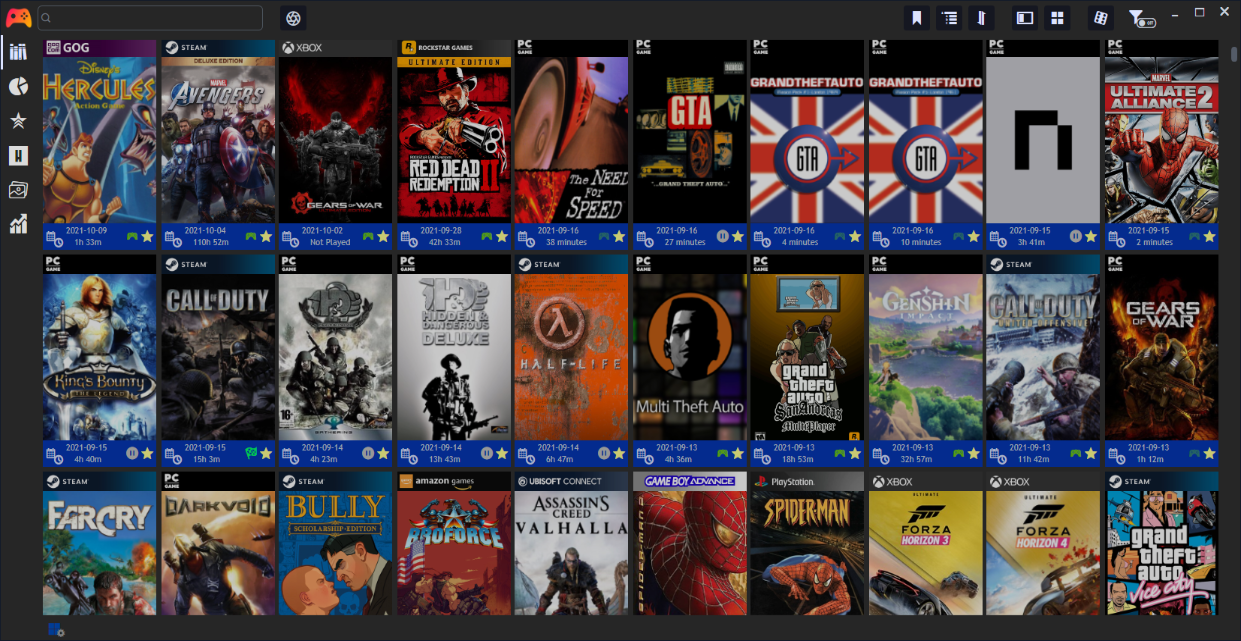 OFF
GOG
STEAM
XBOX
ROCKSTAR GAMES
PC
GAME
PC
GAME
PC
GAME
PC
GAME
PC
GAME
PC
GAME
Disney's
HERCULES
Action Game
DELUXE EDITION
MARVEL
AVENGERS
GEARS OF WAR
ULTIMATE EDITION
RED DEAD
REDEMPTION II
The NEED
FOR
SPEED
GTA
"...GRAND THEFT AUTO..."
GRANDTHEFTAUTO
GTA
GRANDTHEFTAUTO
GTA
n
MARVEL
ULTIMATE
ALLIANCE 2
2021-10-09
1h 33m
2021-10-04
110h 52m
2021-10-02
Not Played
2021-09-28
42h 33m
2021-09-16
38 minutes
2021-09-16
27 minutes
2021-09-16
4 minutes
2021-09-16
10 minutes
2021-09-15
3h 41m
2021-09-15
2 minutes
PC
GAME
STEAM
PC
GAME
PC
GAME
STEAM
PC
GAME
PC
GAME
PC
GAME
STEAM
PC
GAME
King's Bounty
THE LEGEND
CALL OF DUTY
16+
GATHERING
HIDDEN &
DANGEROUS
DELUXE
HALF-LIFE
Multi Theft Auto
grand
theft
auto
San Andreas
MultiPlayer
GENSHIN
IMPACT
CALL OF DUTY
UNITED OFFENSIVE
GEARS
OF WAR
2021-09-15
4h 40m
2021-09-15
15h 3m
2021-09-14
4h 23m
2021-09-14
13h 43m
2021-09-14
6h 47m
2021-09-13
4h 36m
2021-09-13
18h 53m
2021-09-13
32h 57m
2021-09-13
11h 42m
2021-09-13
1h 12m
STEAM
PC
GAME
STEAM
amazon games
UBISOFT CONNECT
GAME BOY ADVANCE
PlayStation
XBOX
XBOX
STEAM
FARCRY
DARK VOID
BULLY
SCHOLARSHIP EDITION
BROFORCE
ASSASSIN'S
CREED
VALHALLA
SPIDER-MAN
SPIDER-MAN
ULTIMATE
FORZA
HORIZON 3
ULTIMATE
FORZA
HORIZON 4
grand
theft
auto
Vice City